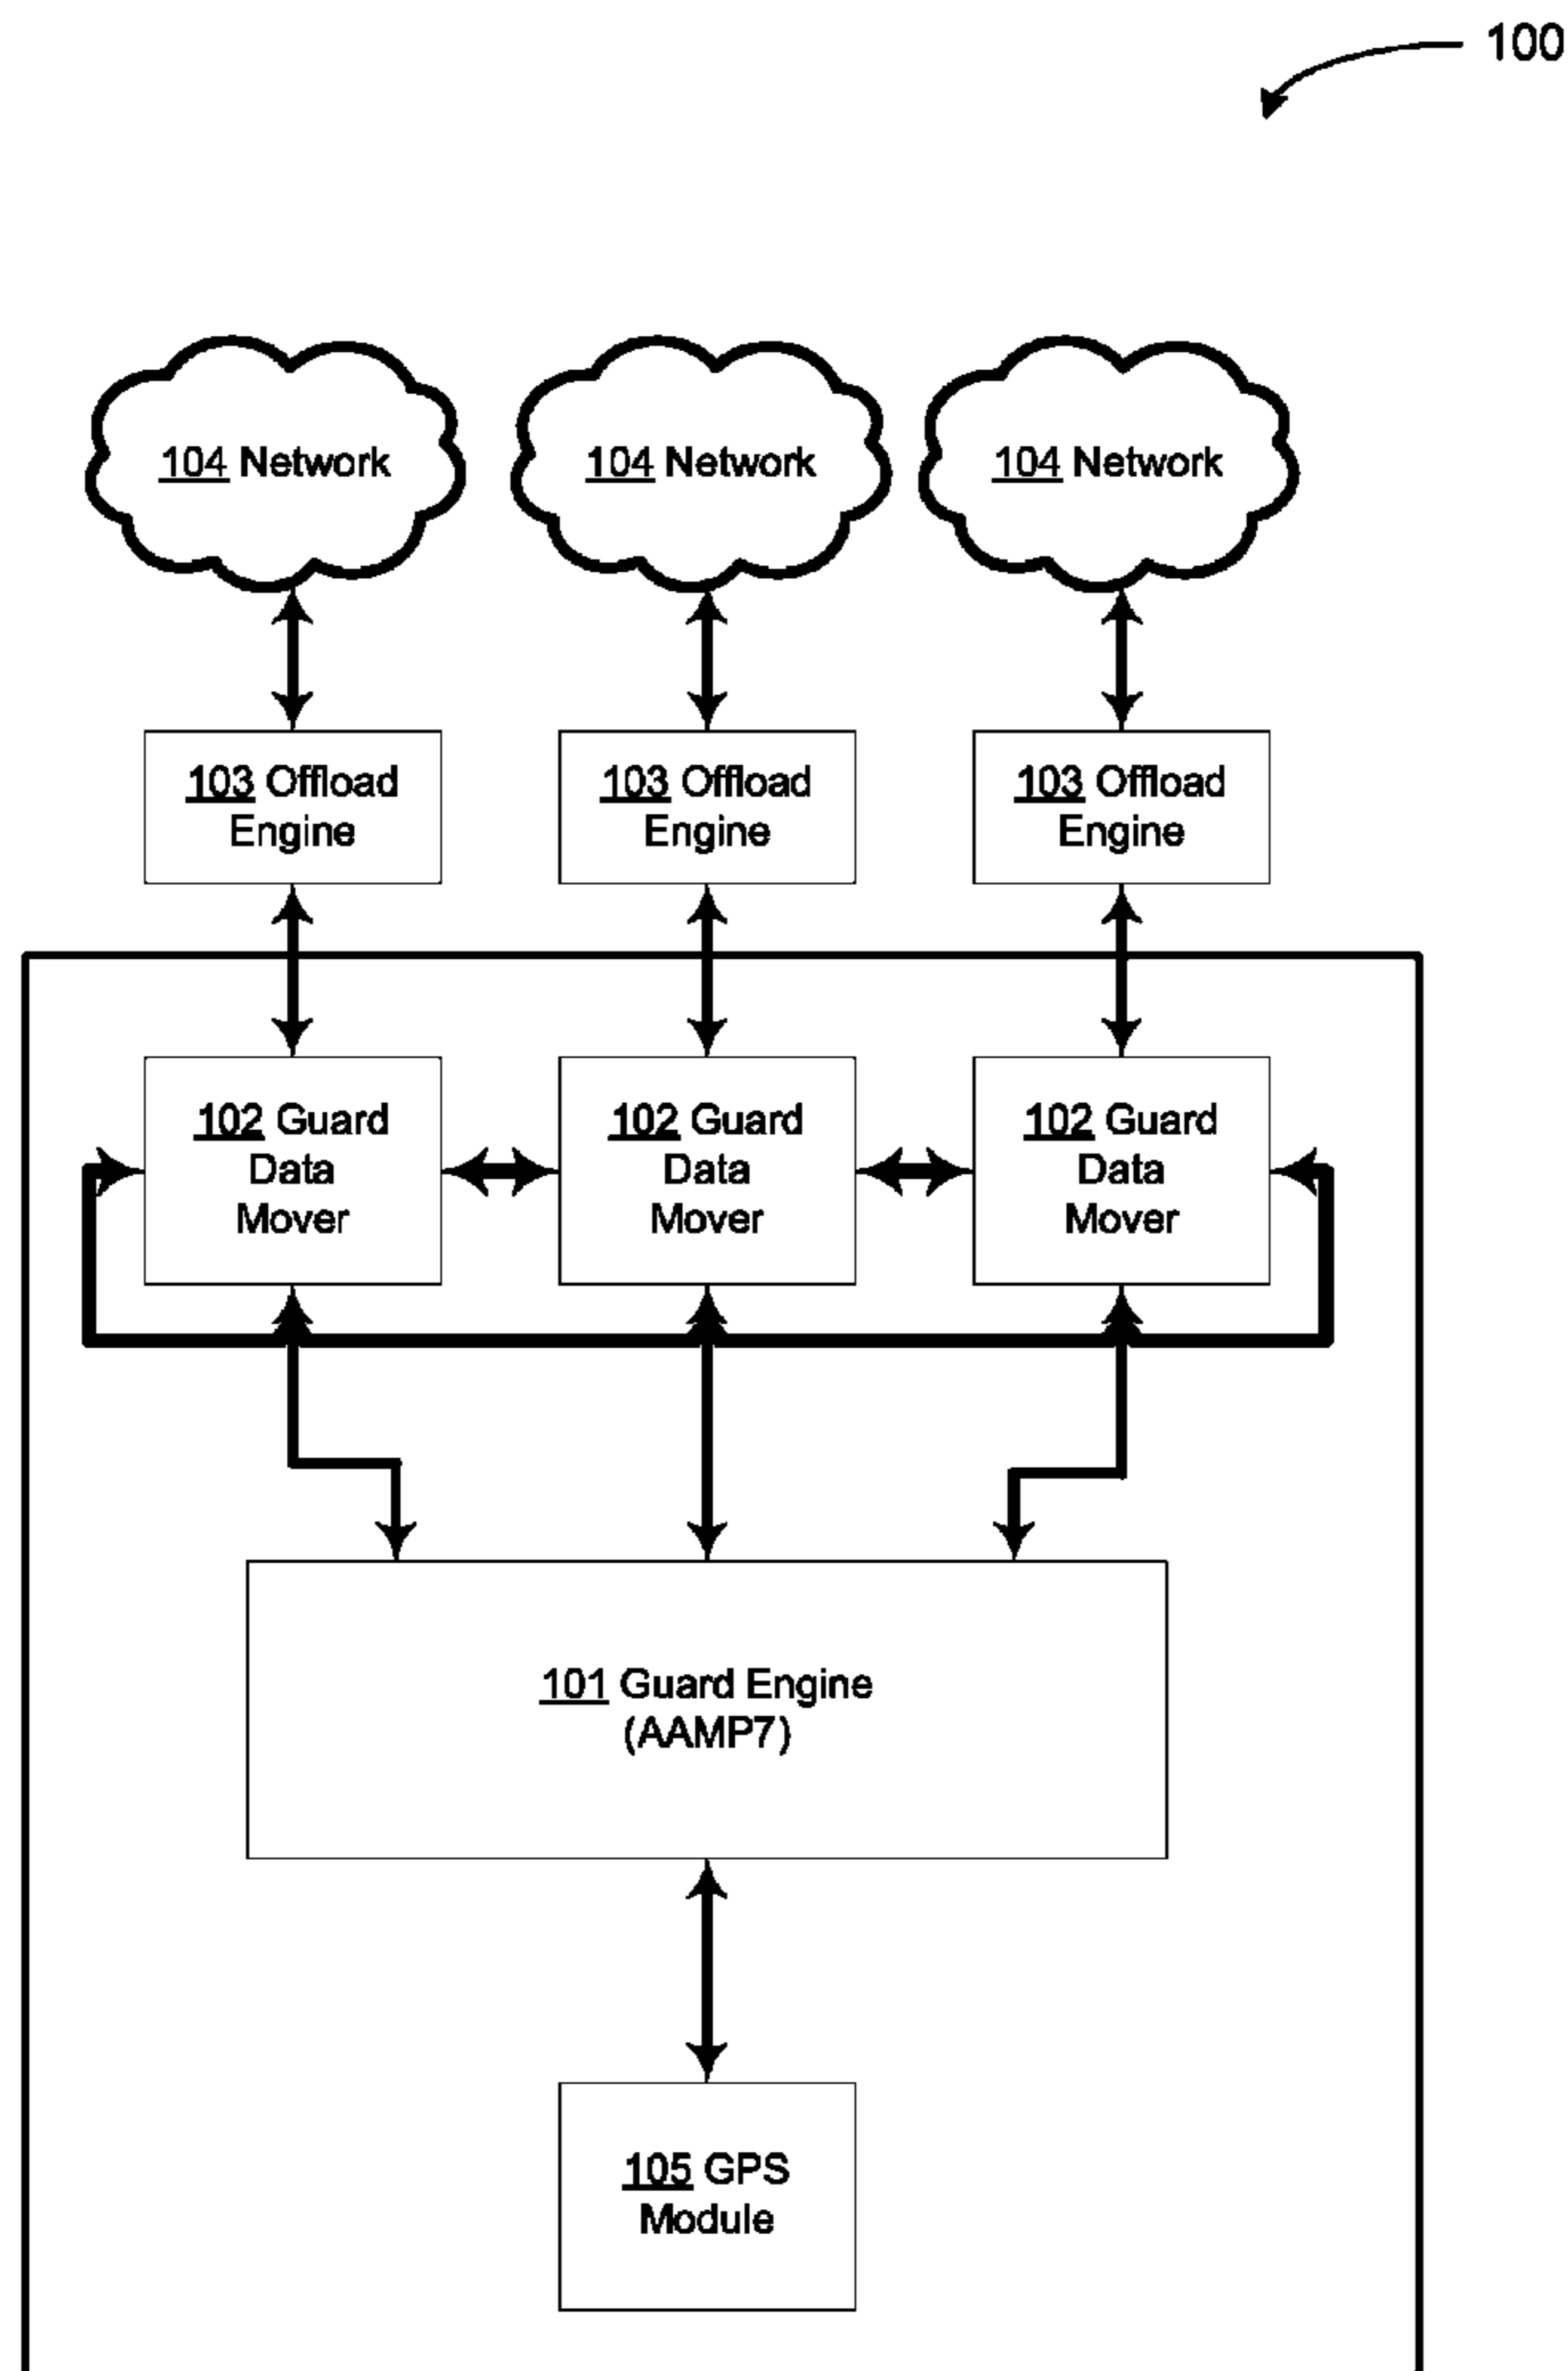 100
104 Network
104 Network
104 Network
103 Offload
Engine
103 Offload
Engine
103 Offload
Engine
102 Guard
Data
Mover
102 Guard
Data
Mover
102 Guard
Data
Mover
101 Guard Engine
(AAMP7)
105 GPS
Module